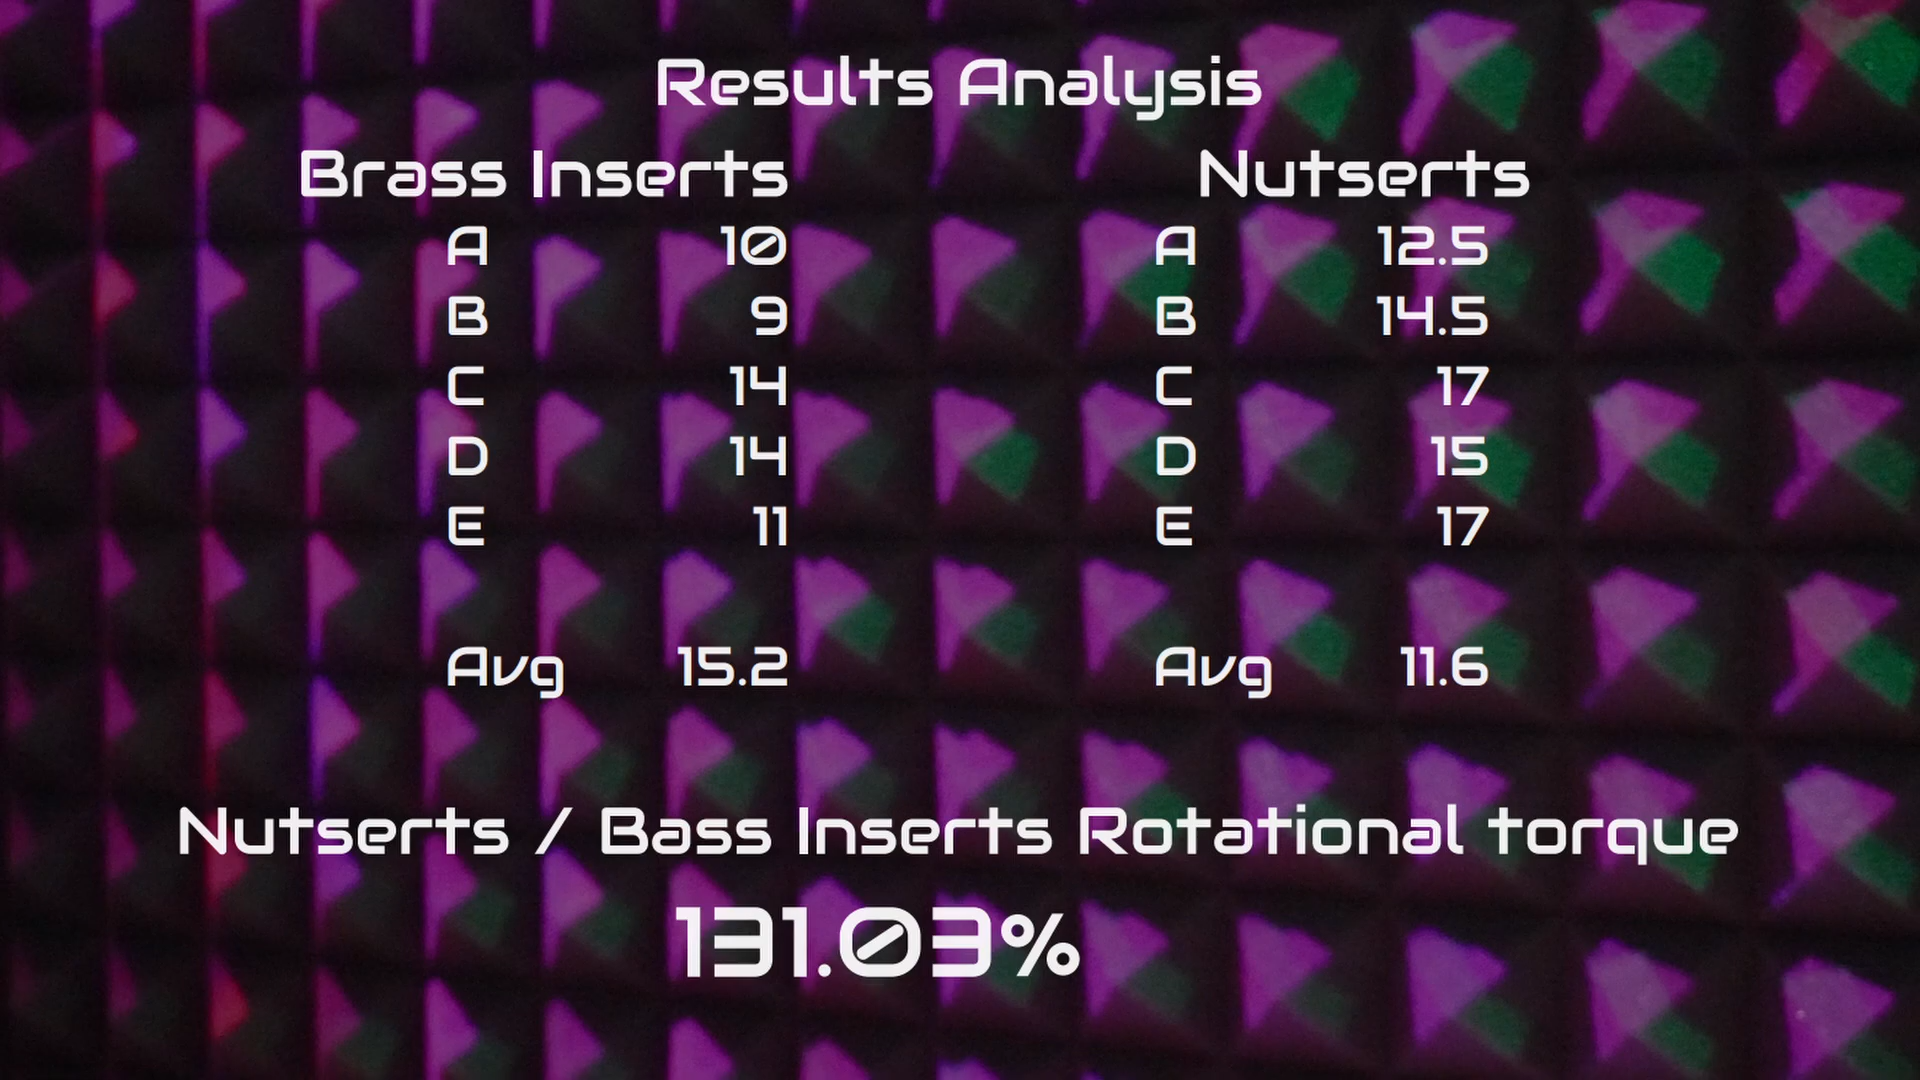 Results Analysis
Brass Inserts Nutserts
A 10 A 12.5
B 9 B 14.5
C 14 C 17
D 14 D 15
E 11 E 17
Avg 15.2 Avg 11.6
Nutserts / Bass Inserts Rotational torque
131.03%